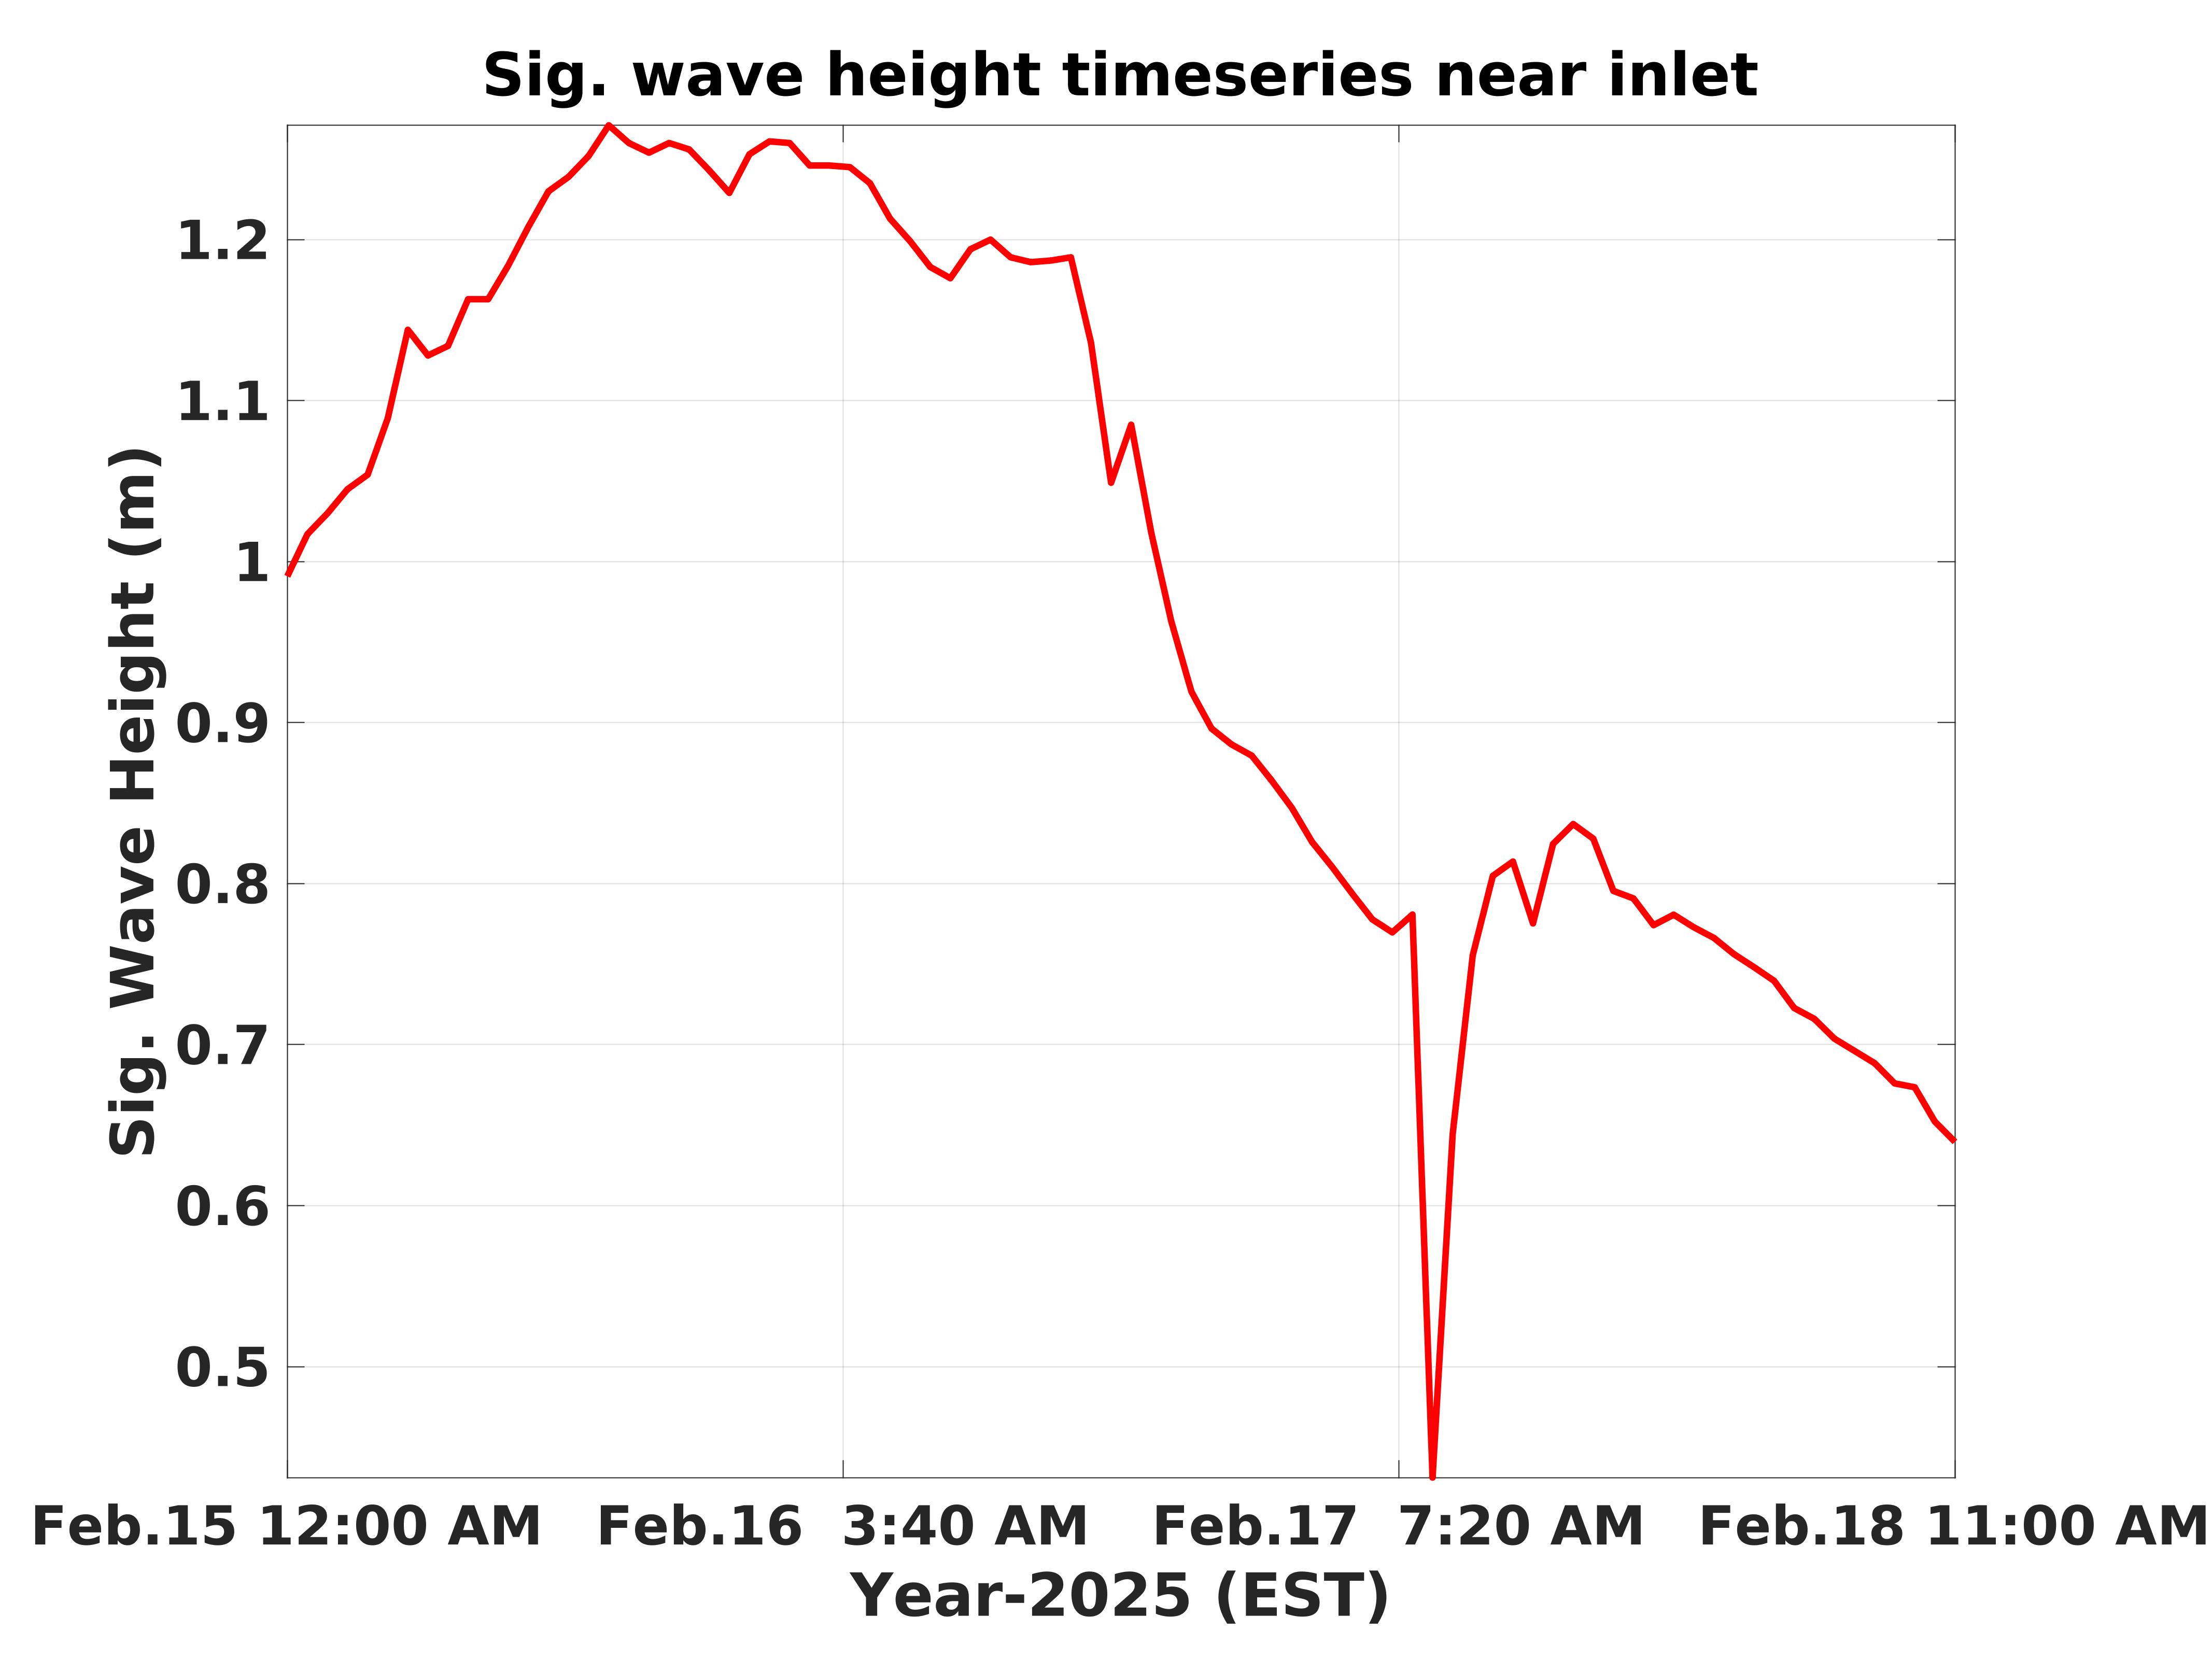 Sig. wave height timeseries near inlet
Sig. Wave Height (m)
1.2
1.1
1
0.9
0.8
0.7
0.6
0.5
Feb.15 12:00 AM Feb.16 3:40 AM Feb.17 7:20 AM Feb.18 11:00 AM
Year-2025 (EST)